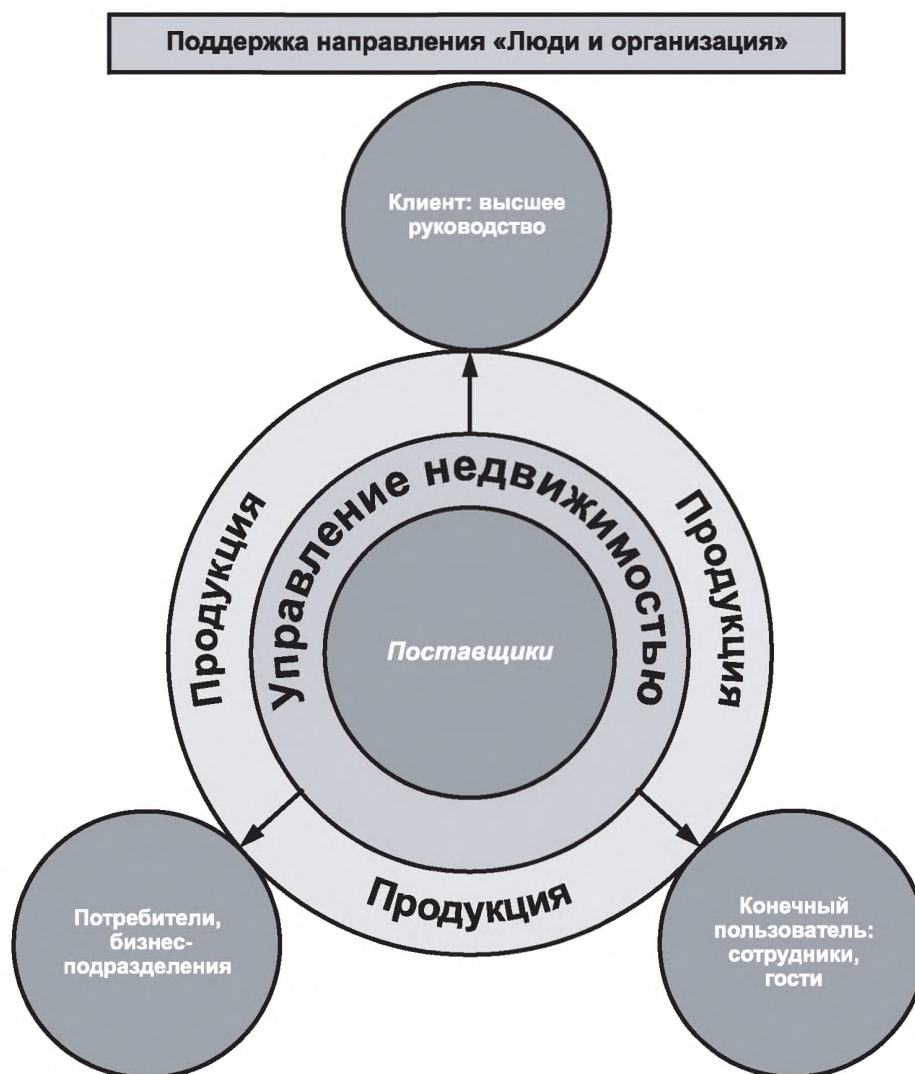 Поддержка направления «Люди и организация»
Клиент: высшее
руководство
Продукция
Управление недвижимостью
Продукция
Поставщики
Продукция
Потребители,
бизнес-
подразделения
Конечный
пользователь:
сотрудники,
гости